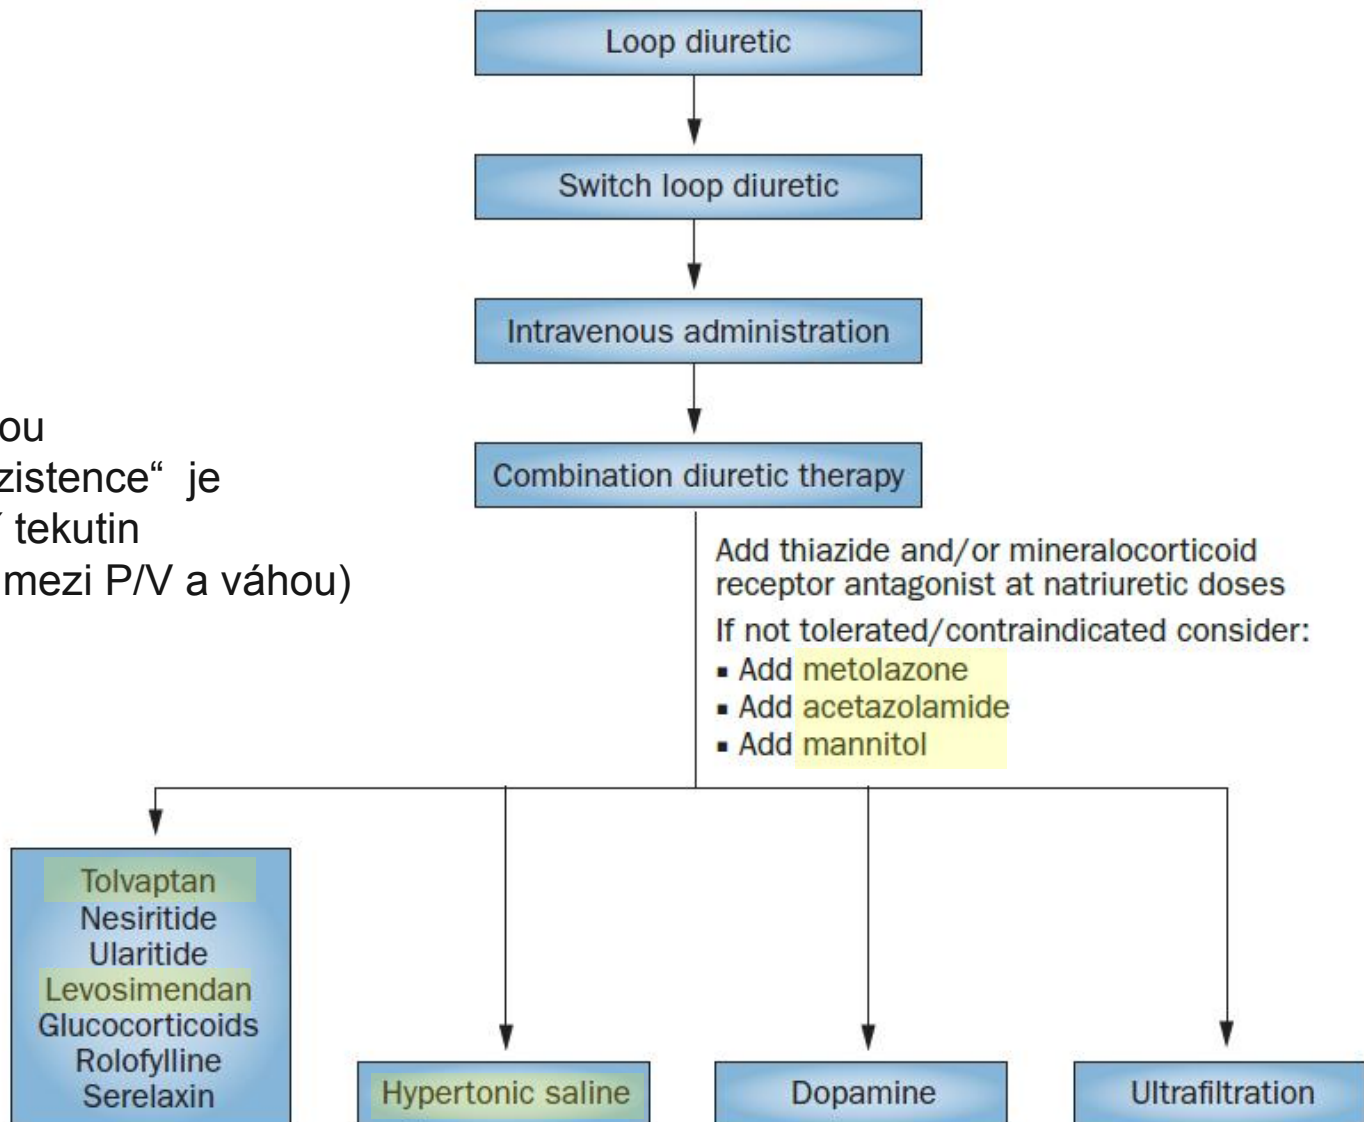 Loop diuretic
Switch loop diuretic
Intravenous administration
Combination diuretic therapy
ou
zistence“ je
tekutin
mezi P/V a váhou)
Add thiazide and/or mineralocorticoid
receptor antagonist at natriuretic doses
If not tolerated/contraindicated consider:
▪ Add metolazone
▪ Add acetazolamide
▪ Add mannitol
Tolvaptan
Nesiritide
Ularitide
Levosimendan
Glucocorticoids
Rolofylline
Serelaxin
Hypertonic saline
Dopamine
Ultrafiltration